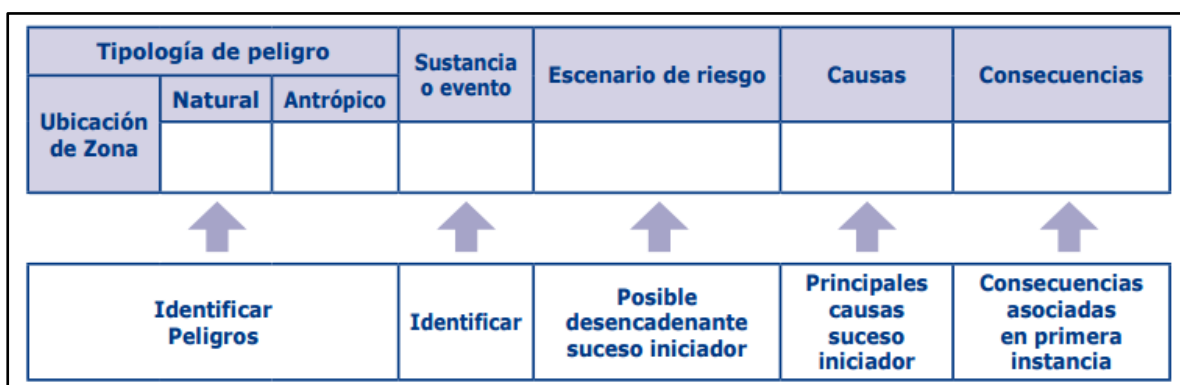 Tipología de peligro
Sustancia
o evento
Escenario de riesgo
Causas
Consecuencias
Ubicación
de Zona
Natural
Antrópico
Identificar
Peligros
Identificar
Posible
desencadenante
suceso iniciador
Principales
causas
suceso
iniciador
Consecuencias
asociadas
en primera
instancia